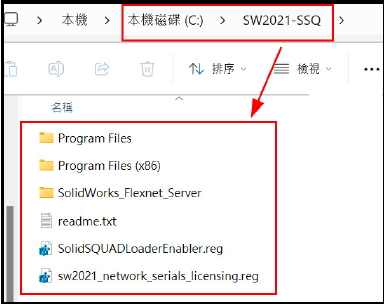 本機 > 本機磁碟 (C:) > SW2021-SSQ >
排序 檢視 ...
名稱
Program Files
Program Files (x86)
SolidWorks_Flexnet_Server
readme.txt
SolidSQUADLoaderEnabler.reg
sw2021_network_serials_licensing.reg